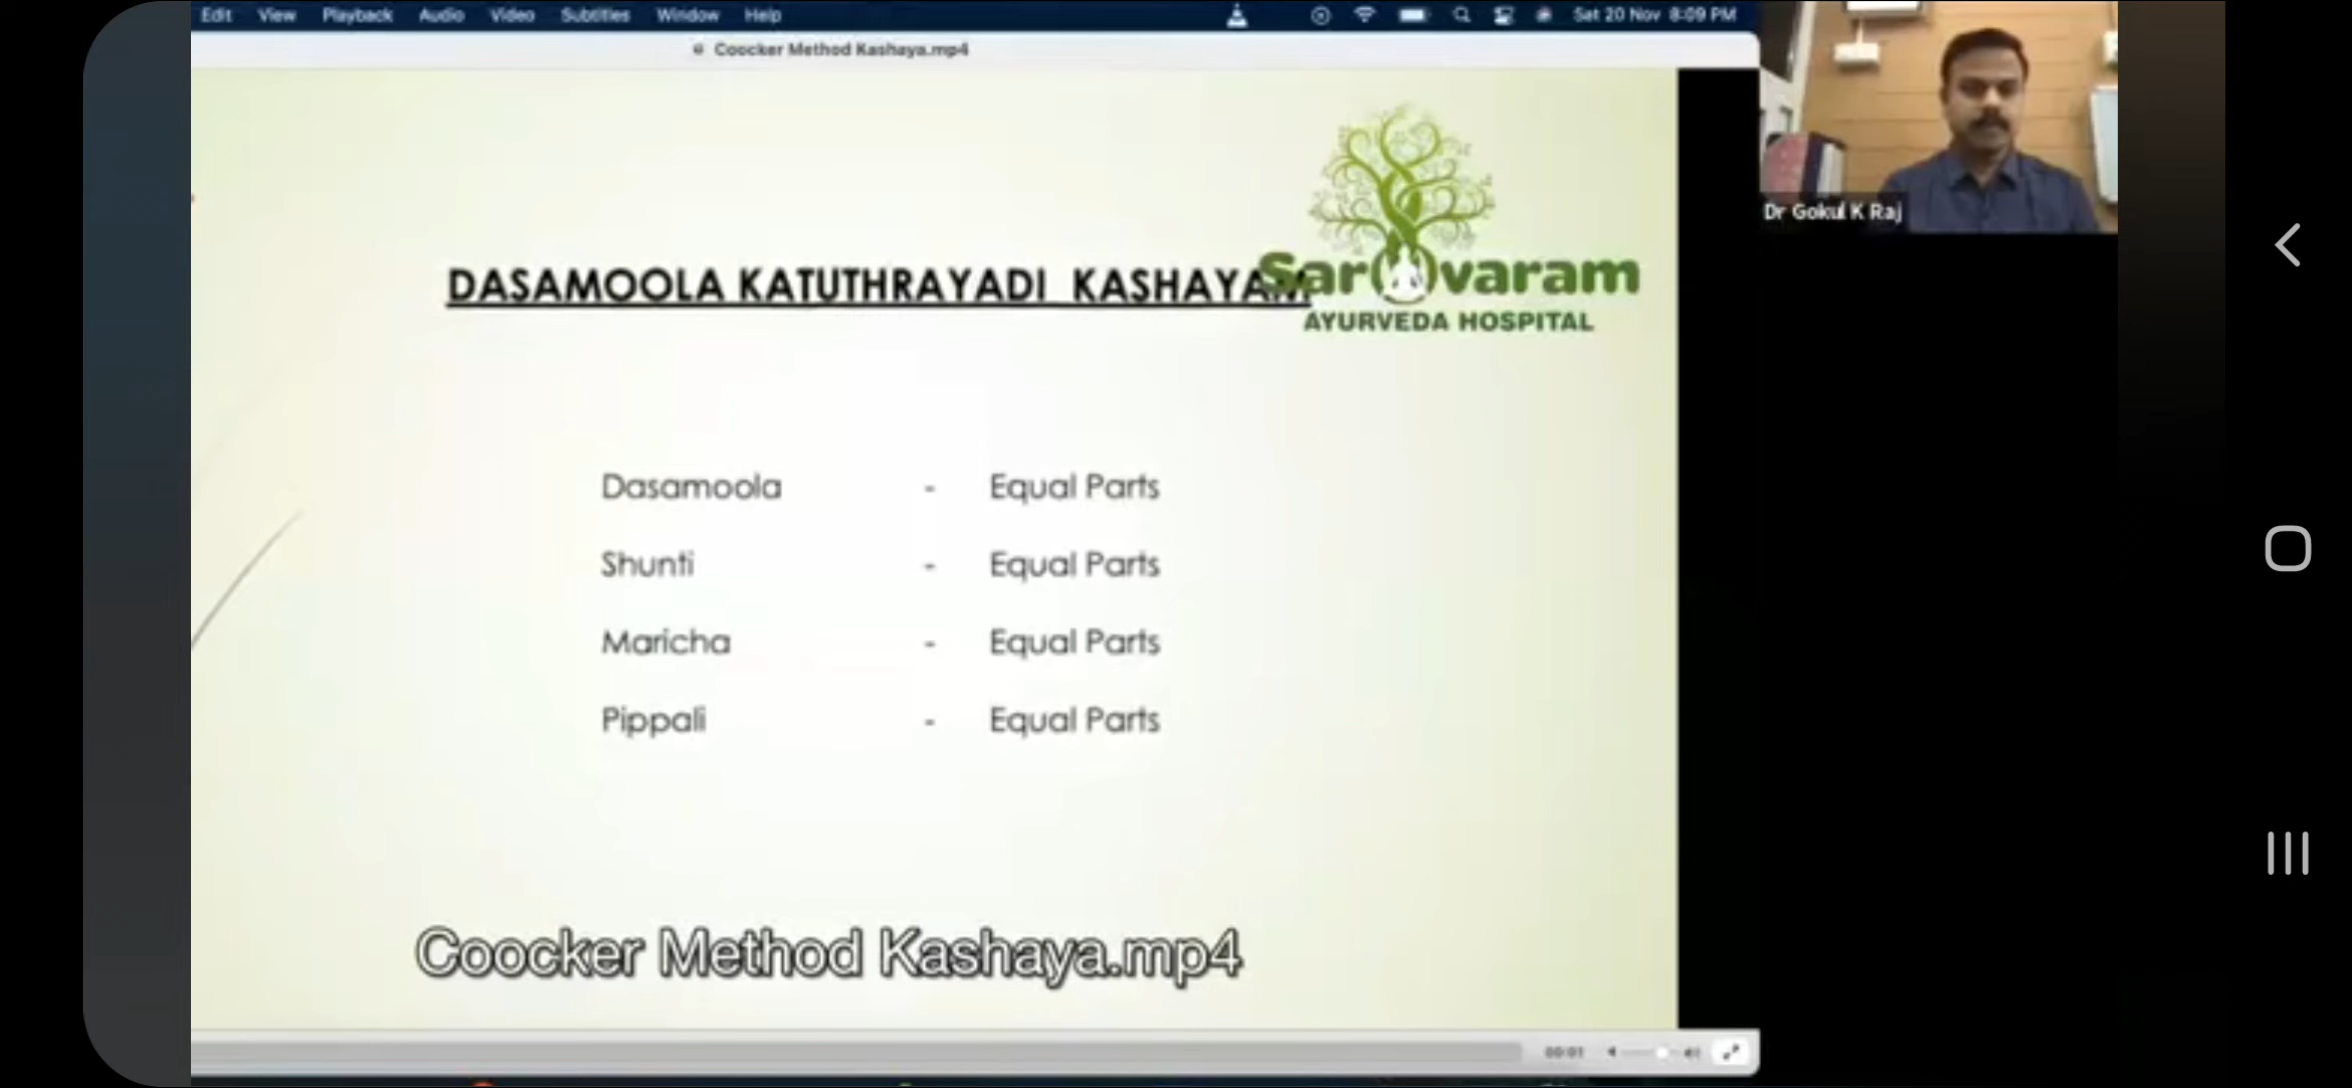 Edit View Playback Audio Video Subtitles Window Help Sat 20 Nov 8:09 PM
Coocker Method Kashaya.mp4
Dr Gokul K Raj
Sarovaram
AYURVEDA HOSPITAL
DASAMOOLA KATUTHRAYADI KASHAYAM
Dasamoola - Equal Parts
Shunti - Equal Parts
Maricha - Equal Parts
Pippali - Equal Parts
Coocker Method Kashaya.mp4
00:01